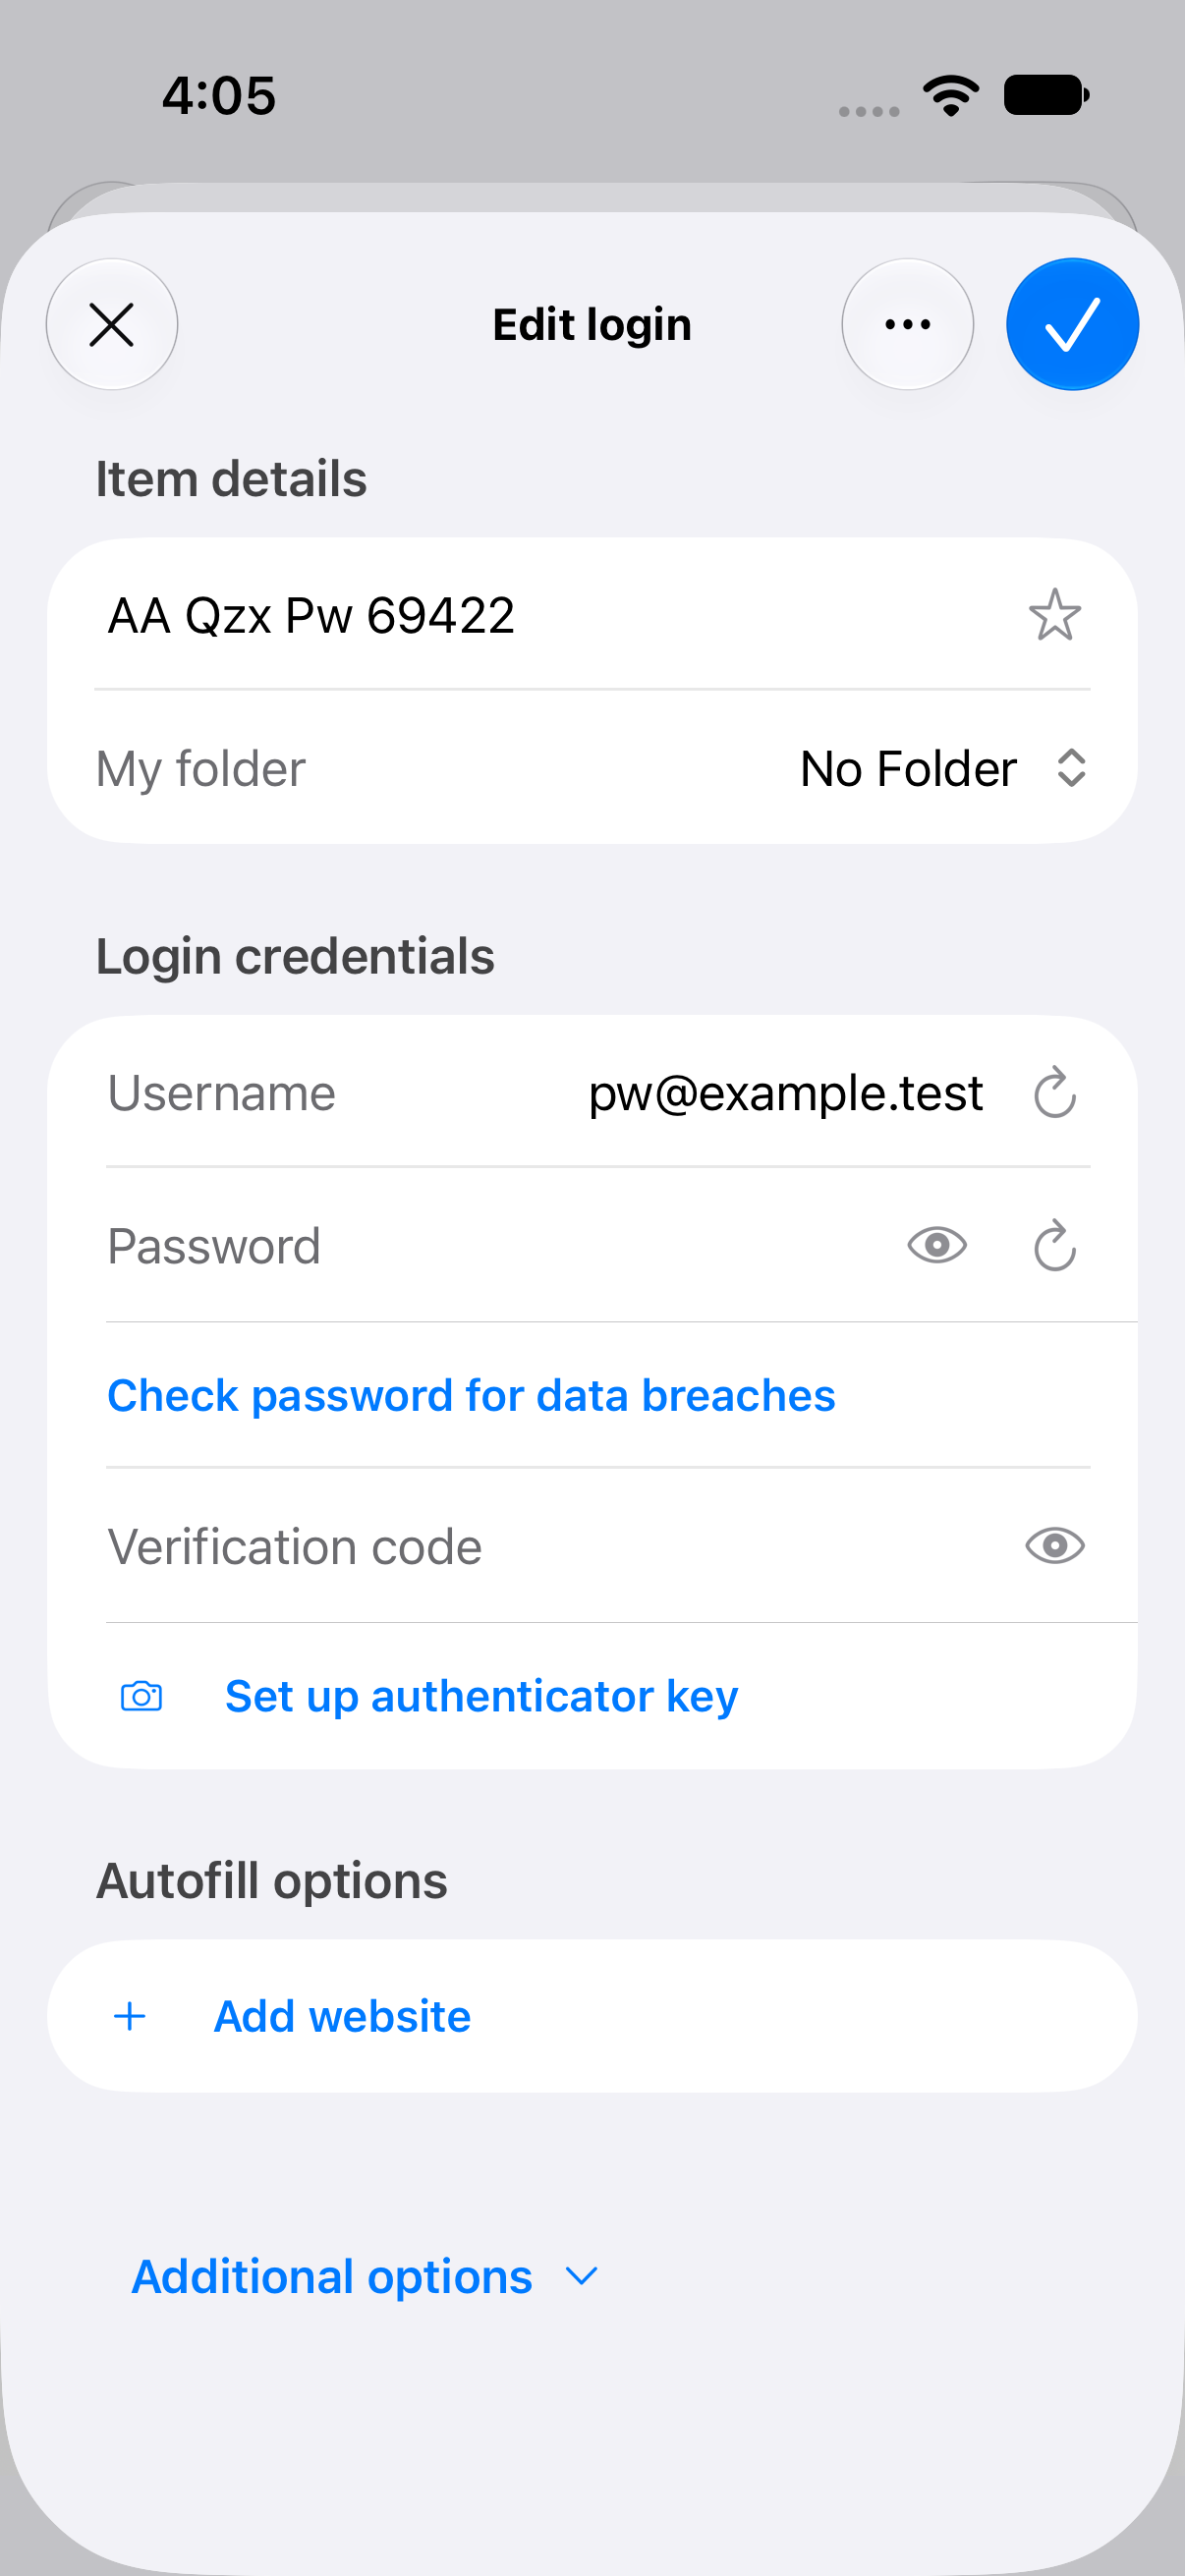 4:05
Edit login
Item details
AA Qzx Pw 69422
My folder No Folder
Login credentials
Username pw@example.test
Password
Check password for data breaches
Verification code
Set up authenticator key
Autofill options
Add website
Additional options